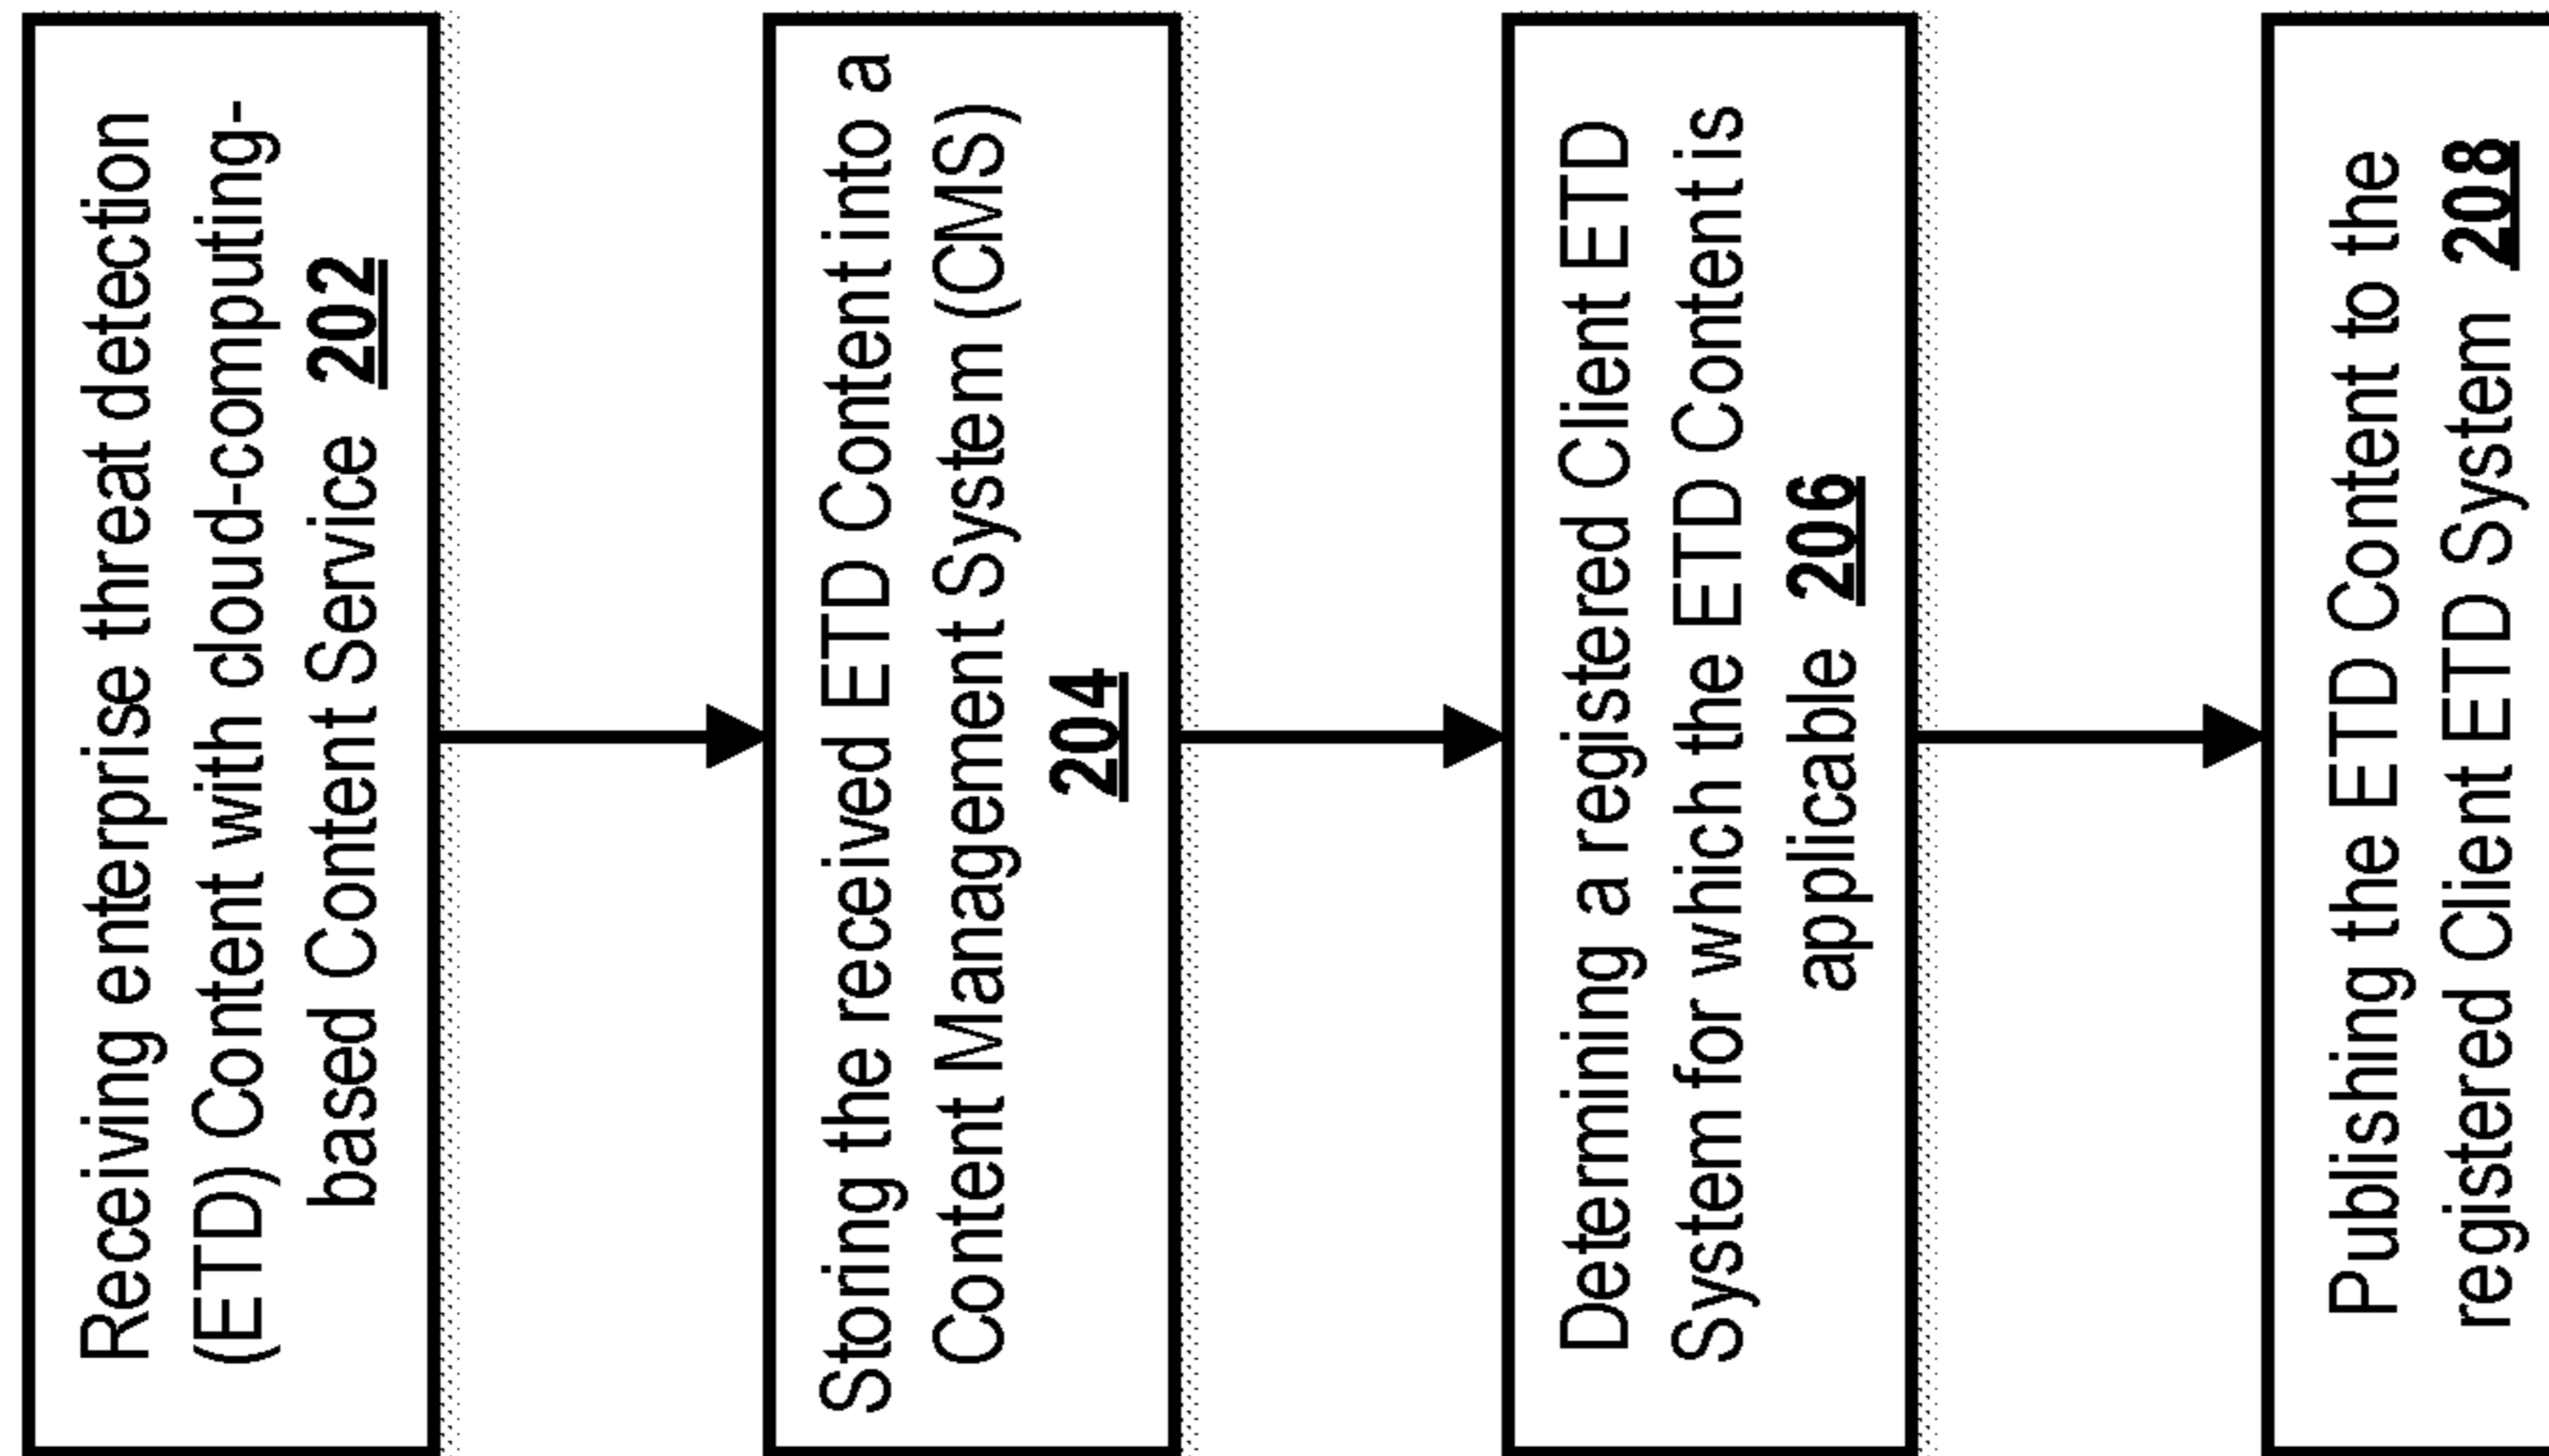 Receiving enterprise threat detection
(ETD) Content with cloud-computing-
based Content Service 202
Storing the received ETD Content into a
Content Management System (CMS)
204
Determining a registered Client ETD
System for which the ETD Content is
applicable 206
Publishing the ETD Content to the
registered Client ETD System 208